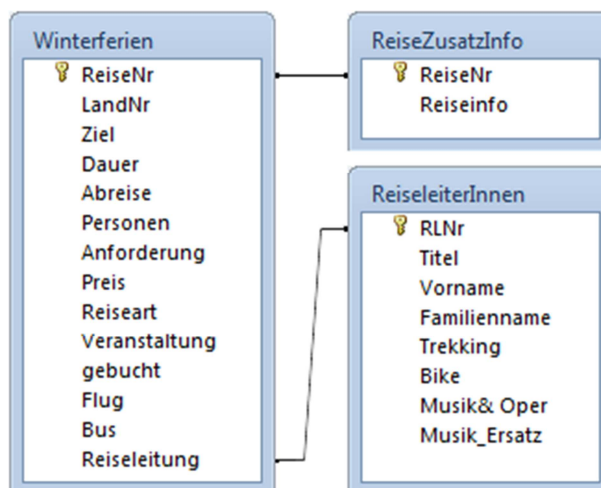 Winterferien
ReiseNr
LandNr
Ziel
Dauer
Abreise
Personen
Anforderung
Preis
Reiseart
Veranstaltung
gebucht
Flug
Bus
Reiseleitung
ReiseZusatzInfo
ReiseNr
Reiseinfo
ReiseleiterInnen
RLNr
Titel
Vorname
Familienname
Trekking
Bike
Musik& Oper
Musik_Ersatz